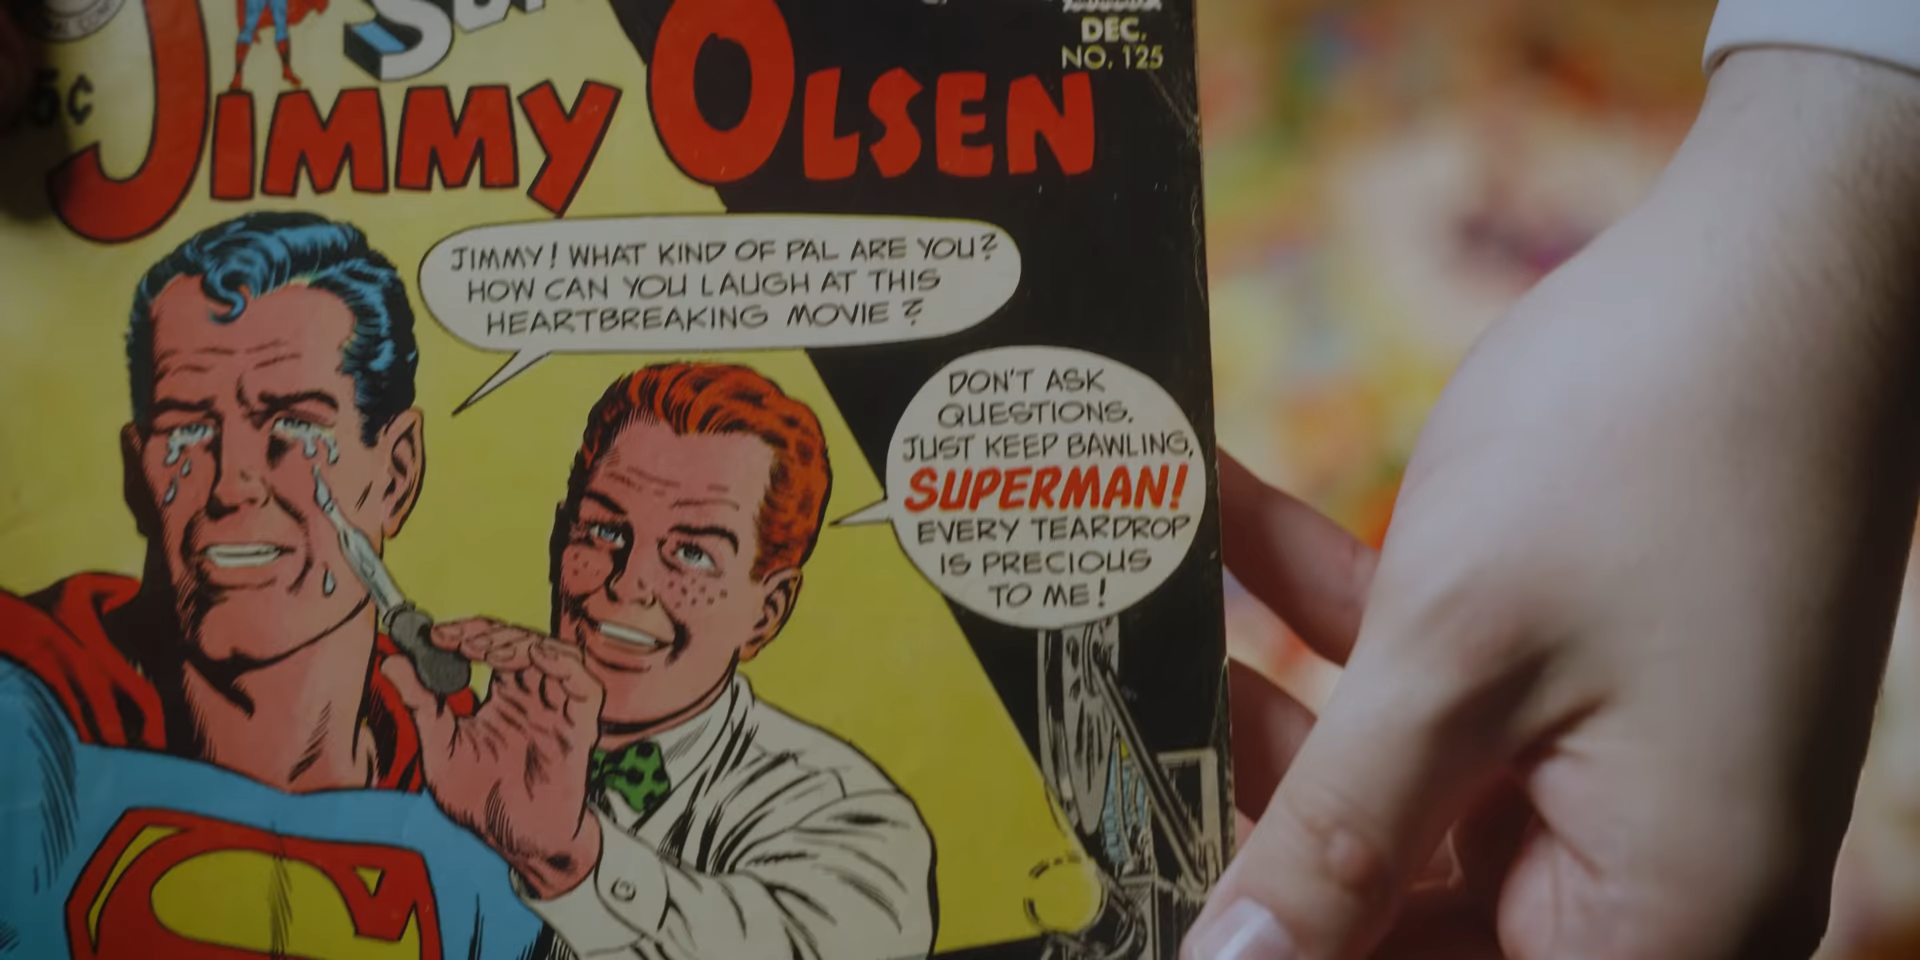 DEC.
NO. 125
JIMMY OLSEN
JIMMY! WHAT KIND OF PAL ARE YOU?
HOW CAN YOU LAUGH AT THIS
HEARTBREAKING MOVIE?
DON'T ASK
QUESTIONS.
JUST KEEP BAWLING,
SUPERMAN!
EVERY TEARDROP
IS PRECIOUS
TO ME!